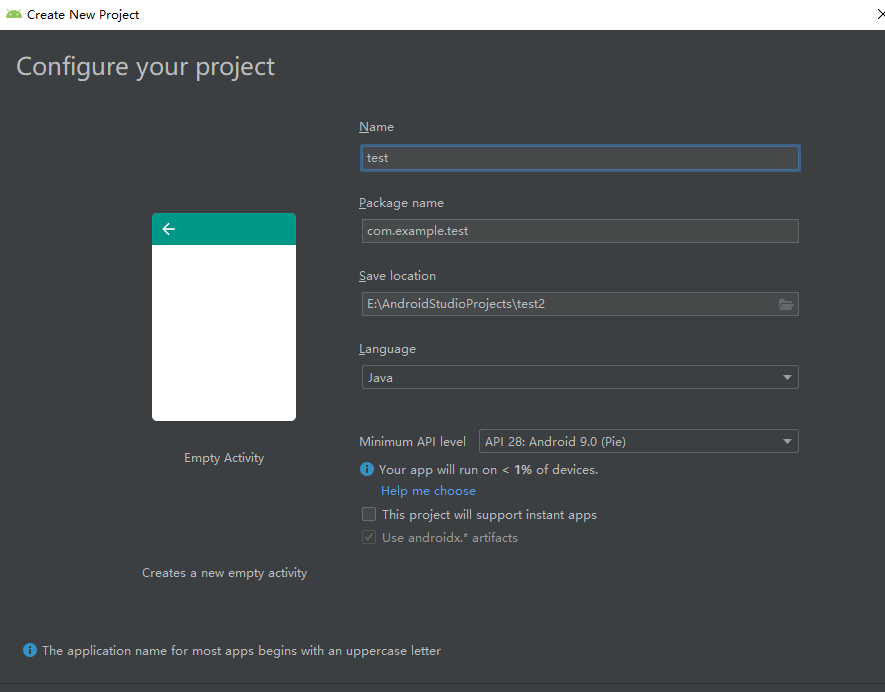 Create New Project
Configure your project
Name
test
Package name
com.example.test
Save location
E:\AndroidStudioProjects\test2
Language
Java
Minimum API level API 28: Android 9.0 (Pie)
Your app will run on < 1% of devices.
Help me choose
This project will support instant apps
Use androidx.* artifacts
Empty Activity
Creates a new empty activity
The application name for most apps begins with an uppercase letter